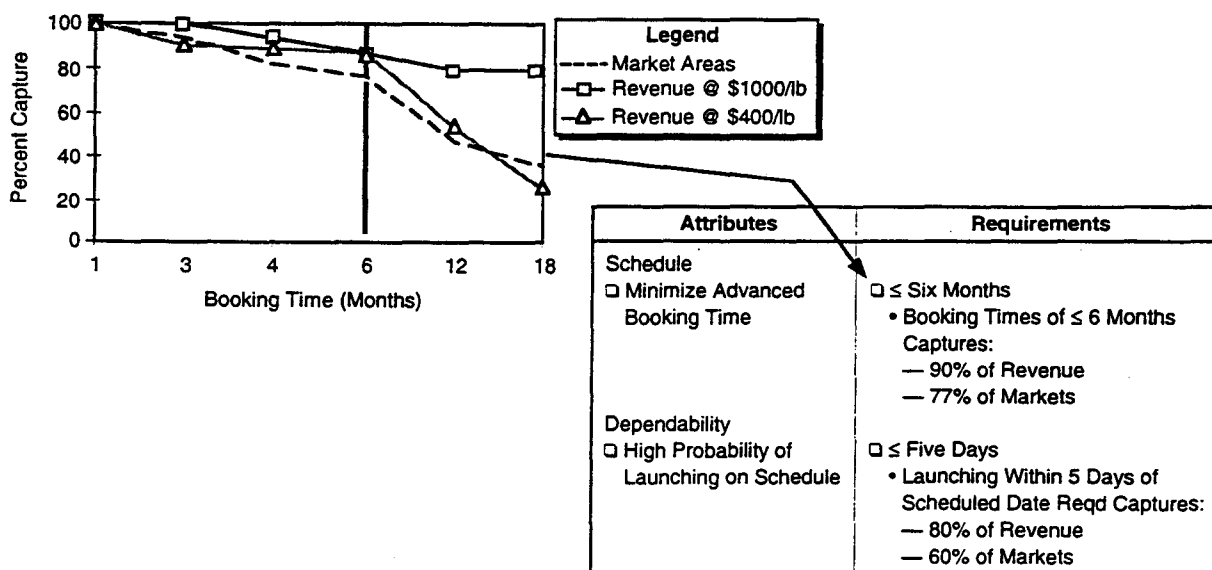 Percent Capture
100
80
60
40
20
0
1 3 4 6 12 18
Booking Time (Months)
Legend
Market Areas
Revenue @ $1000/lb
Revenue @ $400/lb
Attributes Requirements
Schedule
❑ Minimize Advanced
Booking Time
❑ ≤ Six Months
• Booking Times of ≤ 6 Months
Captures:
— 90% of Revenue
— 77% of Markets
Dependability
❑ High Probability of
Launching on Schedule
❑ ≤ Five Days
• Launching Within 5 Days of
Scheduled Date Reqd Captures:
— 80% of Revenue
— 60% of Markets